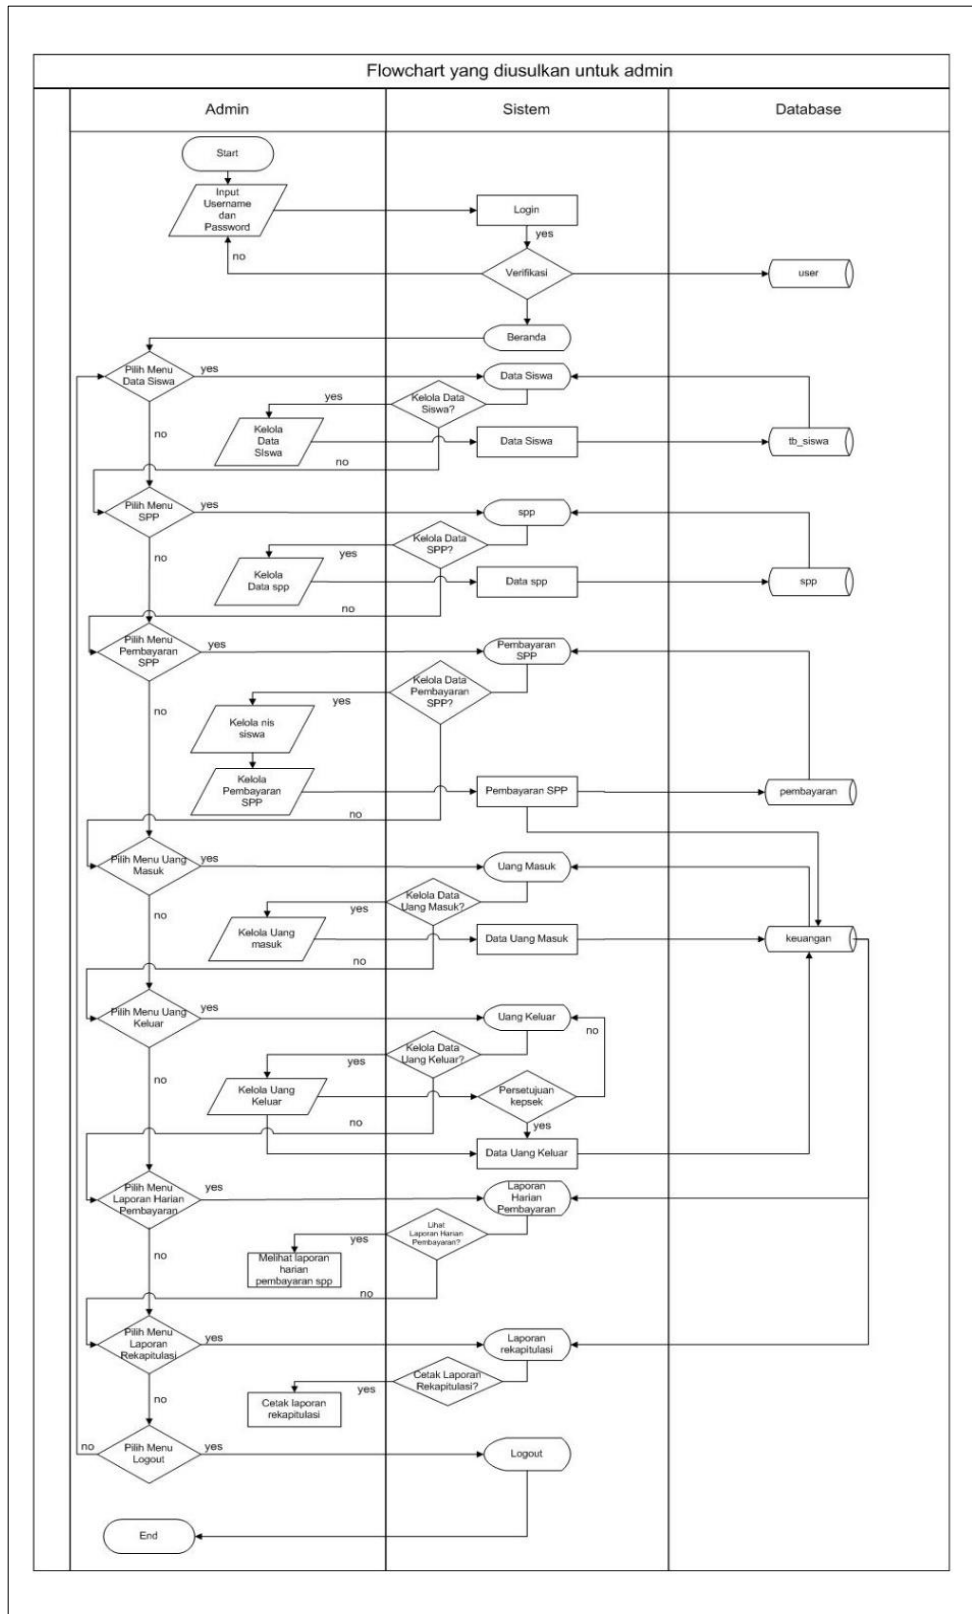 Flowchart yang diusulkan untuk admin
Admin
Sistem
Database
Start
Input
Username
dan
Password
Login
yes
no
Verifikasi
user
Beranda
Pilih Menu
Data Siswa
yes
Data Siswa
yes
Kelola Data
Siswa?
no
Kelola
Data
SIswa
Data Siswa
tb_siswa
no
Pilih Menu
SPP
yes
spp
Kelola Data
SPP?
no
yes
Kelola
Data spp
Data spp
spp
no
Pilih Menu
Pembayaran
SPP
yes
Pembayaran
SPP
Kelola Data
Pembayaran
SPP?
yes
no
Kelola nis
siswa
Kelola
Pembayaran
SPP
Pembayaran SPP
pembayaran
no
Pilih Menu Uang
Masuk
yes
Uang Masuk
Kelola Data
Uang Masuk?
yes
no
Kelola Uang
masuk
Data Uang Masuk
keuangan
no
Pilih Menu Uang
Keluar
yes
Uang Keluar
no
Kelola Data
Uang Keluar?
yes
no
Kelola Uang
Keluar
Persetujuan
kepsek
no
yes
Data Uang Keluar
Pilih Menu
Laporan Harian
Pembayaran
yes
Laporan
Harian
Pembayaran
Lihat
Laporan Harian
Pembayaran?
yes
no
Melihat laporan
harian
pembayaran spp
no
Pilih Menu
Laporan
Rekapitulasi
yes
Laporan
rekapitulasi
Cetak Laporan
Rekapitulasi?
yes
no
Cetak laporan
rekapitulasi
no
Pilih Menu
Logout
yes
Logout
End